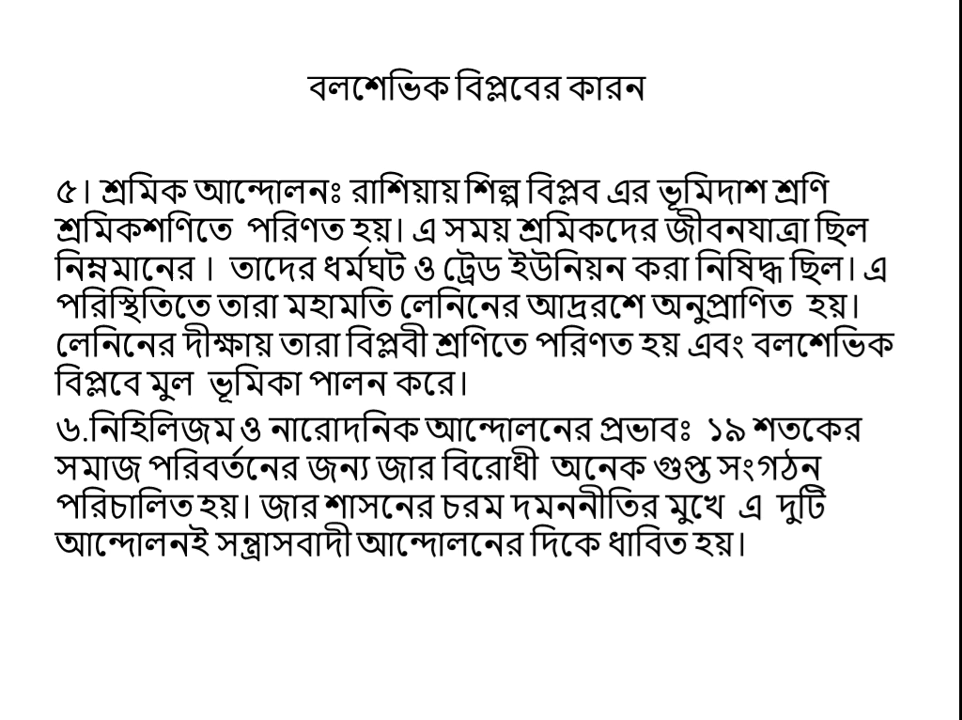 বলশেভিক বিপ্লবের কারন
৫। শ্রমিক আন্দোলনঃ রাশিয়ায় শিল্প বিপ্লব এর ভূমিদাশ শ্রণি
শ্রমিকশণিতে পরিণত হয়। এ সময় শ্রমিকদের জীবনযাত্রা ছিল
নিম্নমানের । তাদের ধর্মঘট ও ট্রেড ইউনিয়ন করা নিষিদ্ধ ছিল। এ
পরিস্থিতিতে তারা মহামতি লেনিনের আদ্ররশে অনুপ্রাণিত হয়।
লেনিনের দীক্ষায় তারা বিপ্লবী শ্রণিতে পরিণত হয় এবং বলশেভিক
বিপ্লবে মুল ভূমিকা পালন করে।
৬.নিহিলিজম ও নারোদনিক আন্দোলনের প্রভাবঃ ১৯ শতকের
সমাজ পরিবর্তনের জন্য জার বিরোধী অনেক গুপ্ত সংগঠন
পরিচালিত হয়। জার শাসনের চরম দমননীতির মুখে এ দুটি
আন্দোলনই সন্ত্রাসবাদী আন্দোলনের দিকে ধাবিত হয়।